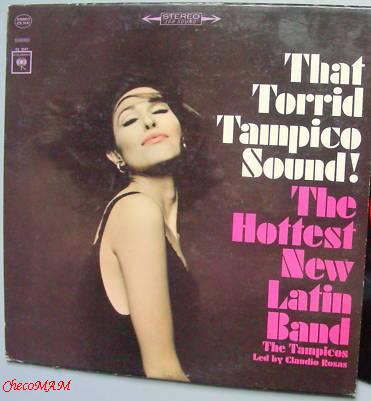 STEREO
That
Torrid
Tampico
Sound!
The
Hottest
New
Latin
Band
The Tampicos
Led by Claudio Rosas
ChecoMAM